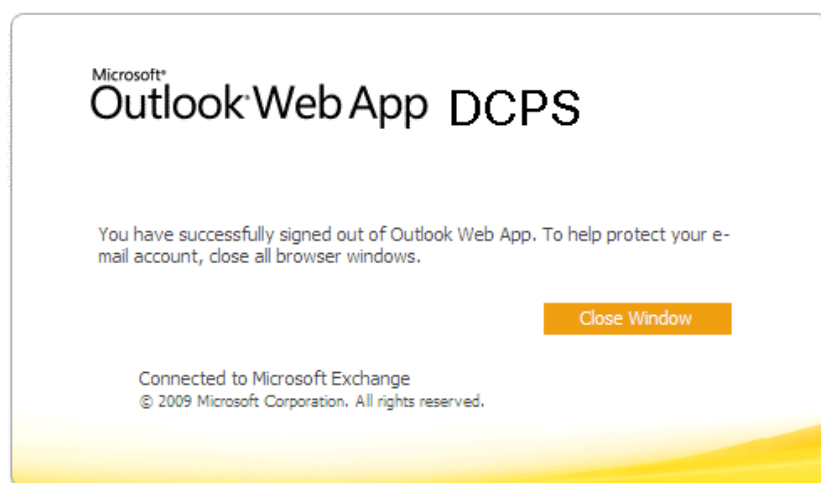 Microsoft®
Outlook® Web App DCPS
You have successfully signed out of Outlook Web App. To help protect your e-
mail account, close all browser windows.
Close Window
Connected to Microsoft Exchange
© 2009 Microsoft Corporation. All rights reserved.